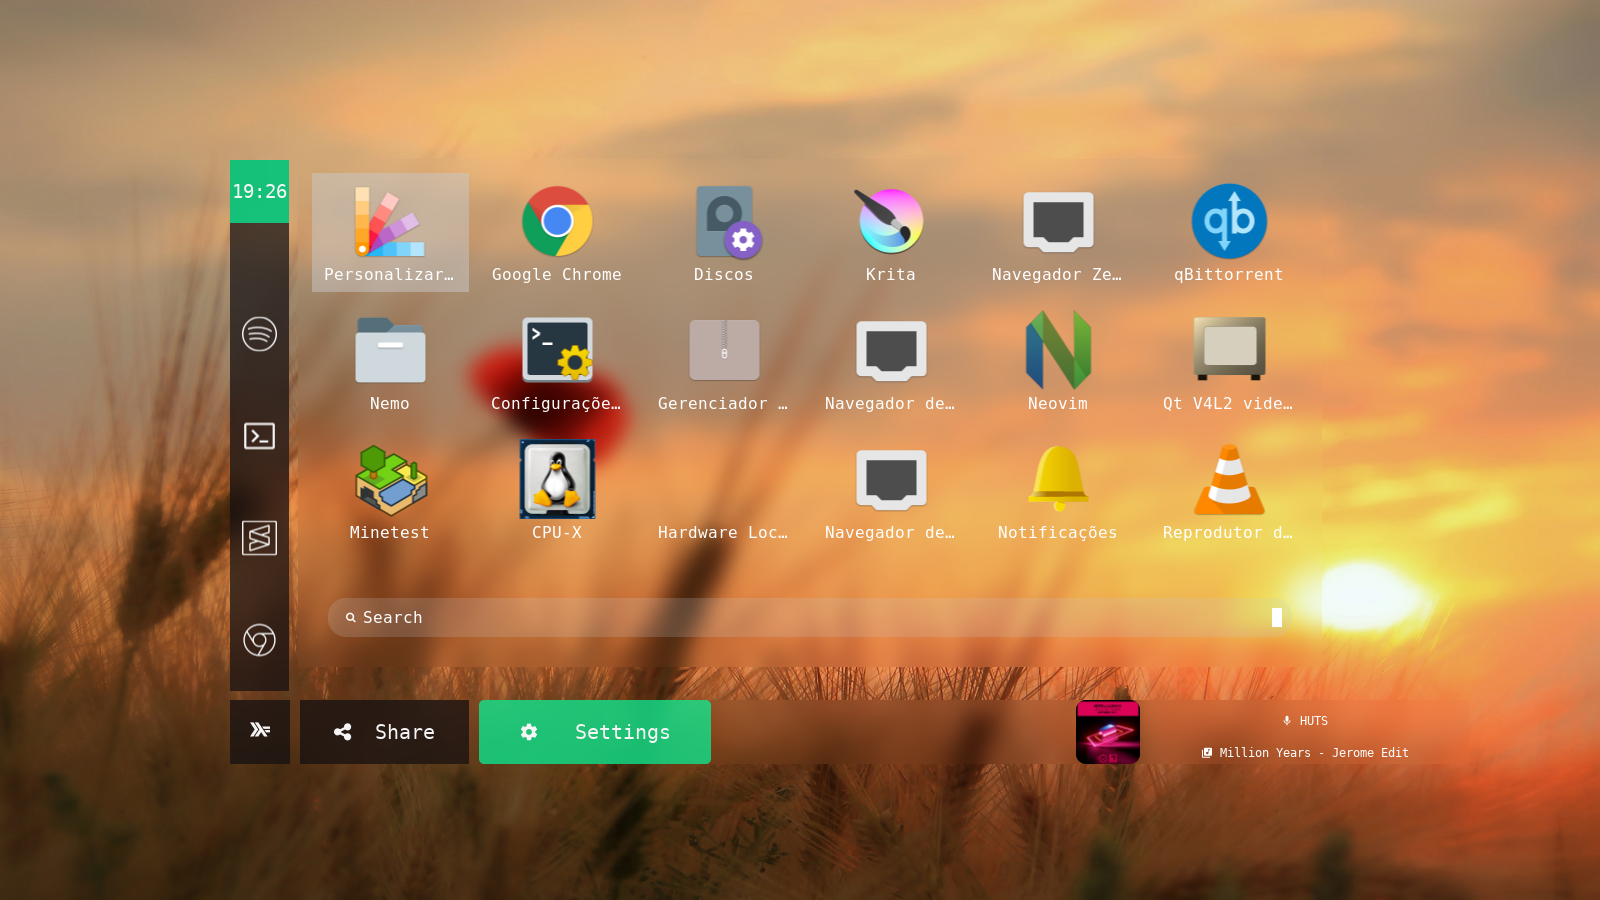 19:26
Personalizar…
Google Chrome
Discos
Krita
Navegador Ze…
qBittorrent
Nemo
Configuraçõe…
Gerenciador …
Navegador de…
Neovim
Qt V4L2 vide…
Minetest
CPU-X
Hardware Loc…
Navegador de…
Notificações
Reprodutor d…
Search
Share
Settings
HUTS
Million Years - Jerome Edit